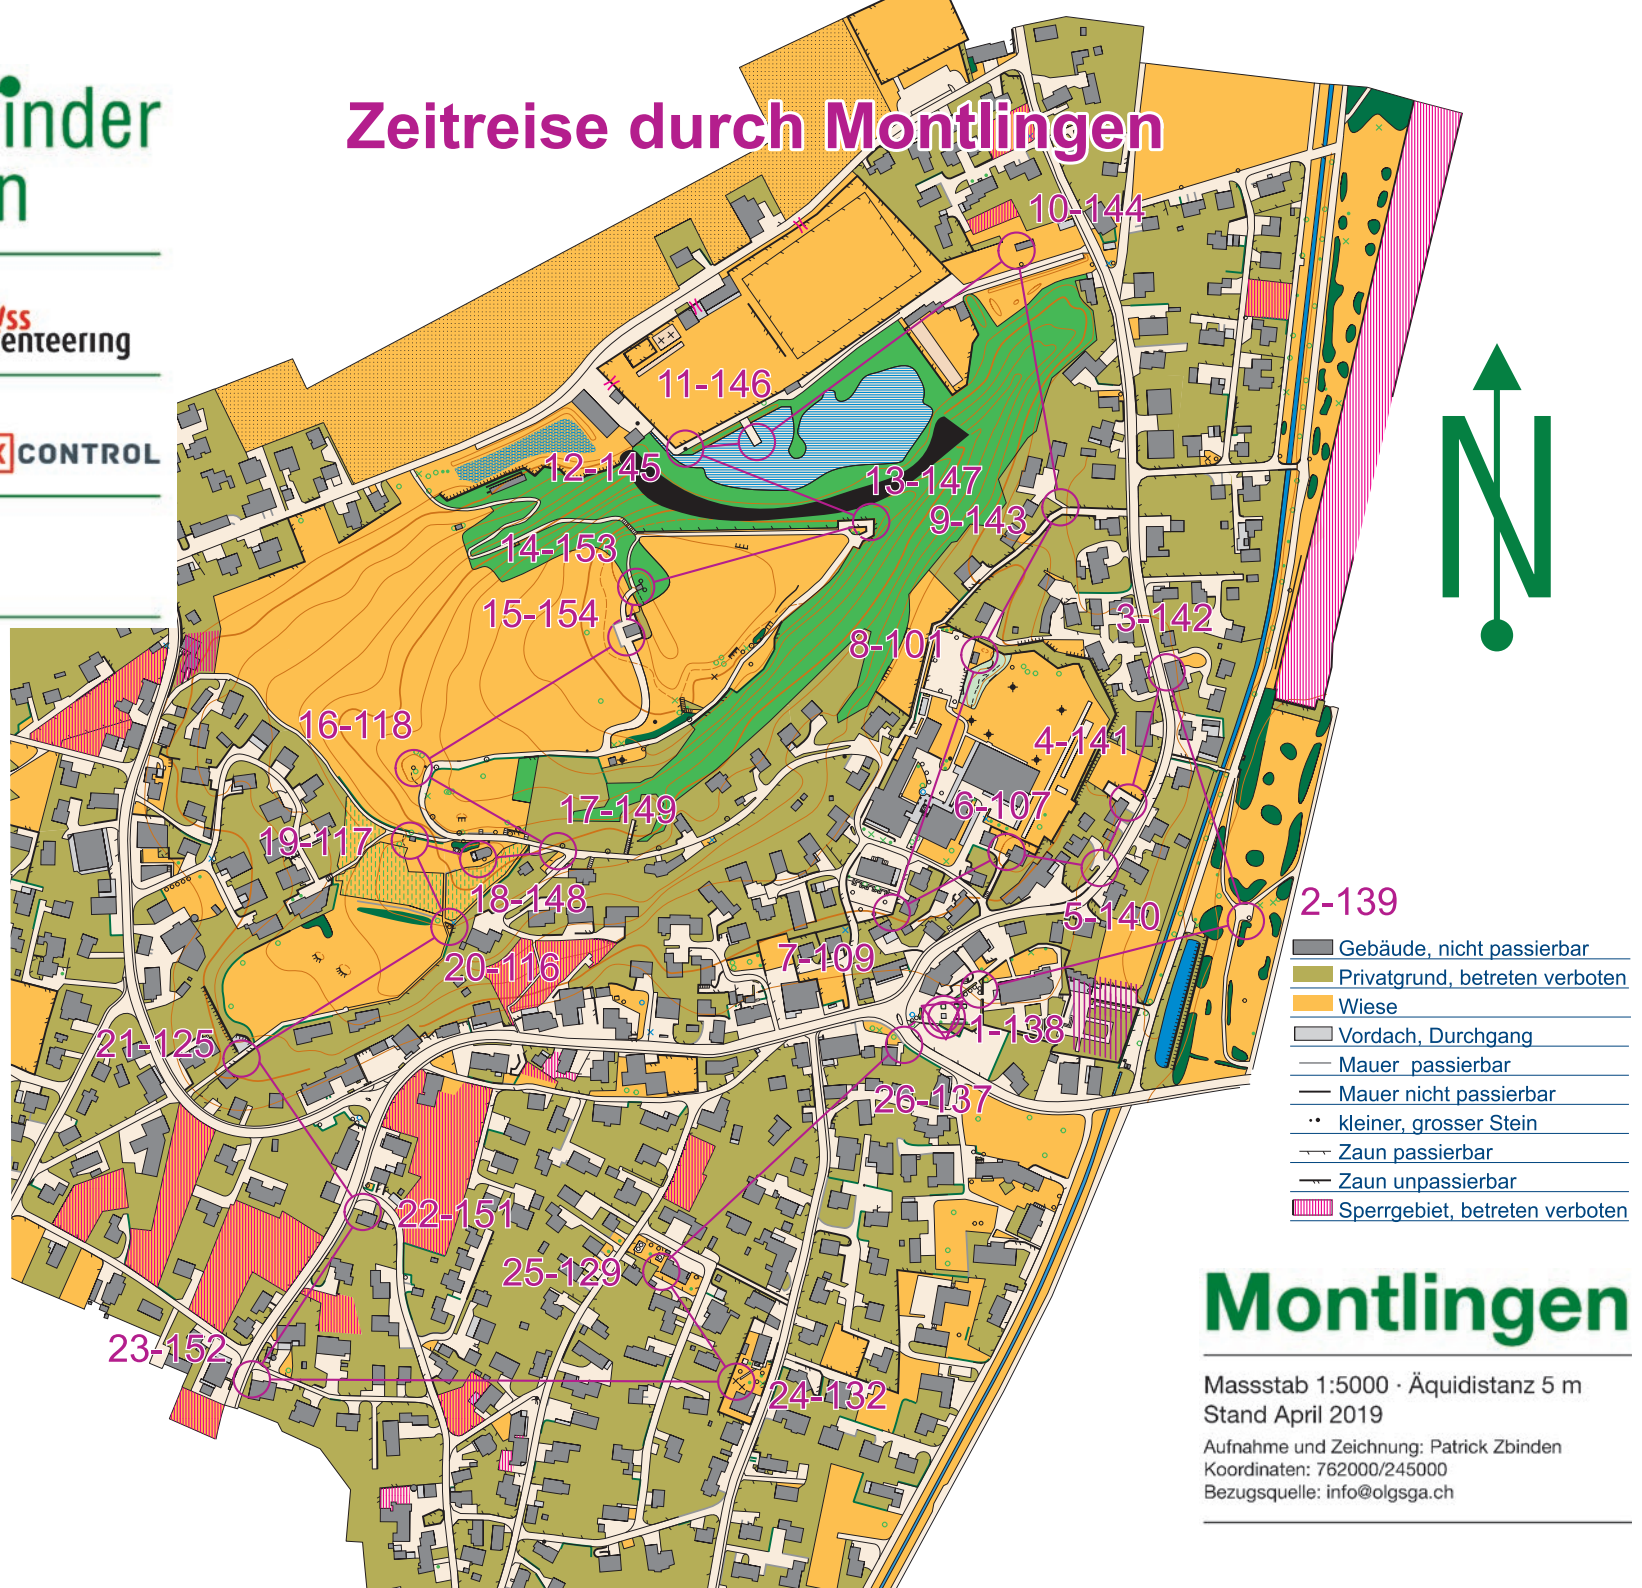 Zeitreise durch Montlingen
inder
n
ss
enteering
CONTROL
10-144
11-146
12-145
13-147
9-143
14-153
15-154
8-101
3-142
16-118
4-141
6-107
17-149
19-117
18-148
5-140
2-139
7-109
20-116
21-125
1-138
26-137
22-151
25-129
23-152
24-132
N
Gebäude, nicht passierbar
Privatgrund, betreten verboten
Wiese
Vordach, Durchgang
Mauer passierbar
Mauer nicht passierbar
kleiner, grosser Stein
Zaun passierbar
Zaun unpassierbar
Sperrgebiet, betreten verboten
Montlingen
Massstab 1:5000 · Äquidistanz 5 m
Stand April 2019
Aufnahme und Zeichnung: Patrick Zbinden
Koordinaten: 762000/245000
Bezugsquelle: info@olgsga.ch